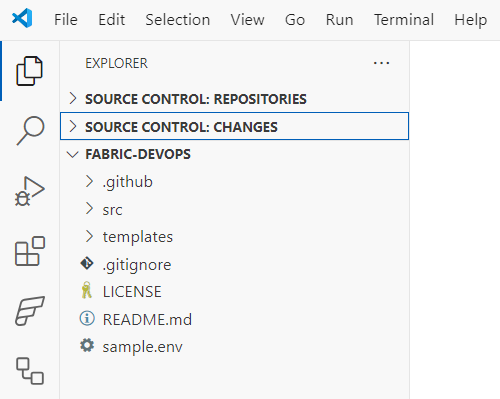 File Edit Selection View Go Run Terminal Help
EXPLORER ...
SOURCE CONTROL: REPOSITORIES
SOURCE CONTROL: CHANGES
FABRIC-DEVOPS
.github
src
templates
.gitignore
LICENSE
README.md
sample.env